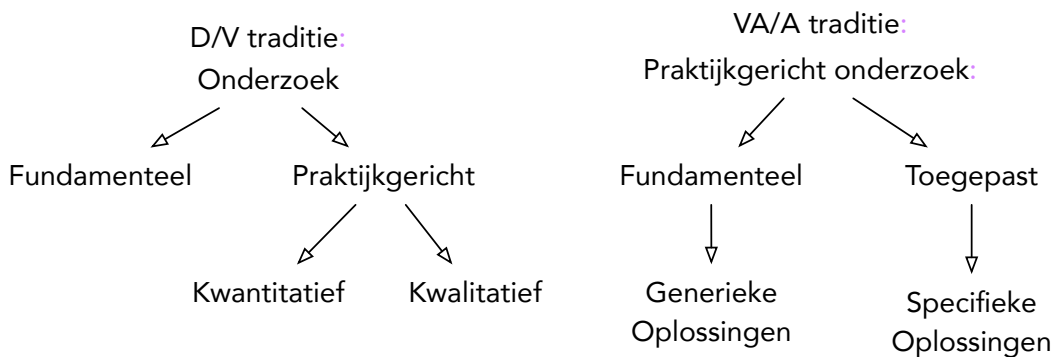 D/V traditie:
Onderzoek
Fundamenteel
Praktijkgericht
Kwantitatief
Kwalitatief
VA/A traditie:
Praktijkgericht onderzoek:
Fundamenteel
Toegepast
Generieke
Oplossingen
Specifieke
Oplossingen